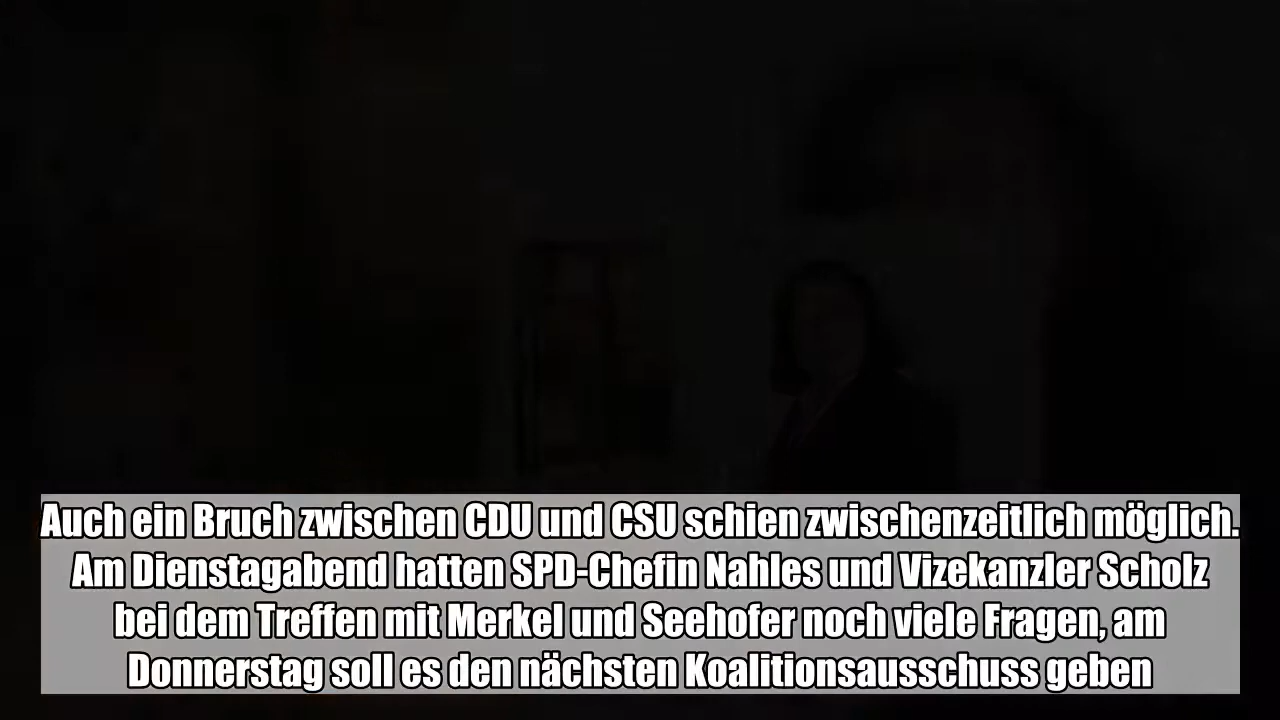 Auch ein Bruch zwischen CDU und CSU schien zwischenzeitlich möglich.
Am Dienstagabend hatten SPD-Chefin Nahles und Vizekanzler Scholz
bei dem Treffen mit Merkel und Seehofer noch viele Fragen, am
Donnerstag soll es den nächsten Koalitionsausschuss geben